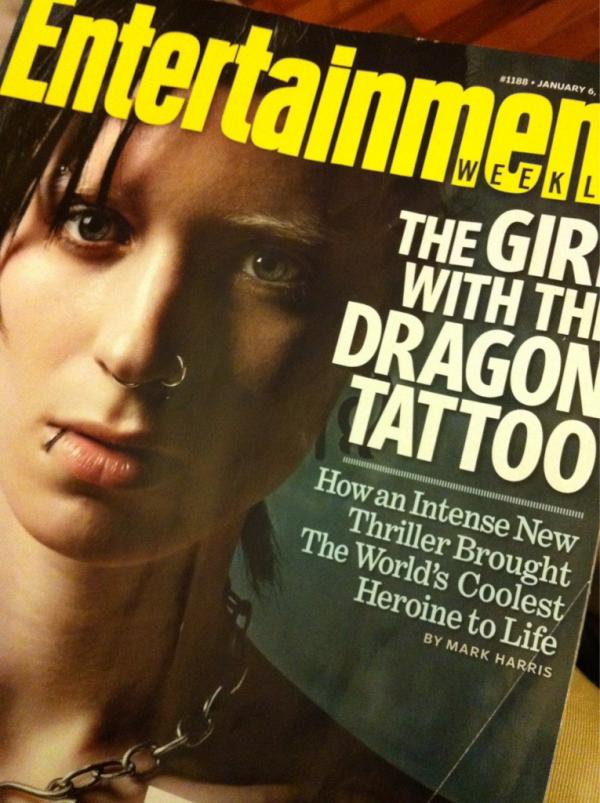 Entertainmen
WEEKL
#1188 • JANUARY 6,
THE GIR
WITH TH
DRAGON
TATTOO
How an Intense New
Thriller Brought
The World's Coolest
Heroine to Life
BY MARK HARRIS